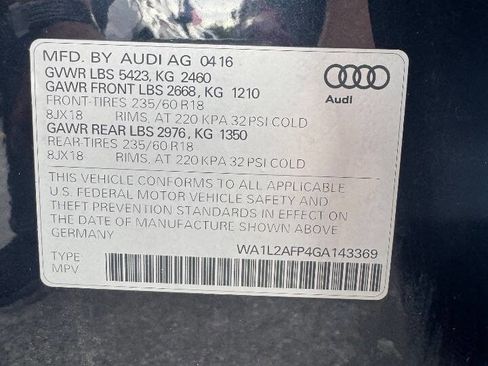 MFD. BY AUDI AG 04 16
GVWR LBS 5423, KG 2460
GAWR FRONT LBS 2668, KG 1210
FRONT-TIRES 235/60 R18
8JX18 RIMS, AT 220 KPA 32 PSI COLD
GAWR REAR LBS 2976, KG 1350
REAR-TIRES 235/60 R18
8JX18 RIMS, AT 220 KPA 32 PSI COLD
Audi
THIS VEHICLE CONFORMS TO ALL APPLICABLE
U.S. FEDERAL MOTOR VEHICLE SAFETY AND
THEFT PREVENTION STANDARDS IN EFFECT ON
THE DATE OF MANUFACTURE SHOWN ABOVE
GERMANY
WA1L2AFP4GA143369
TYPE
MPV